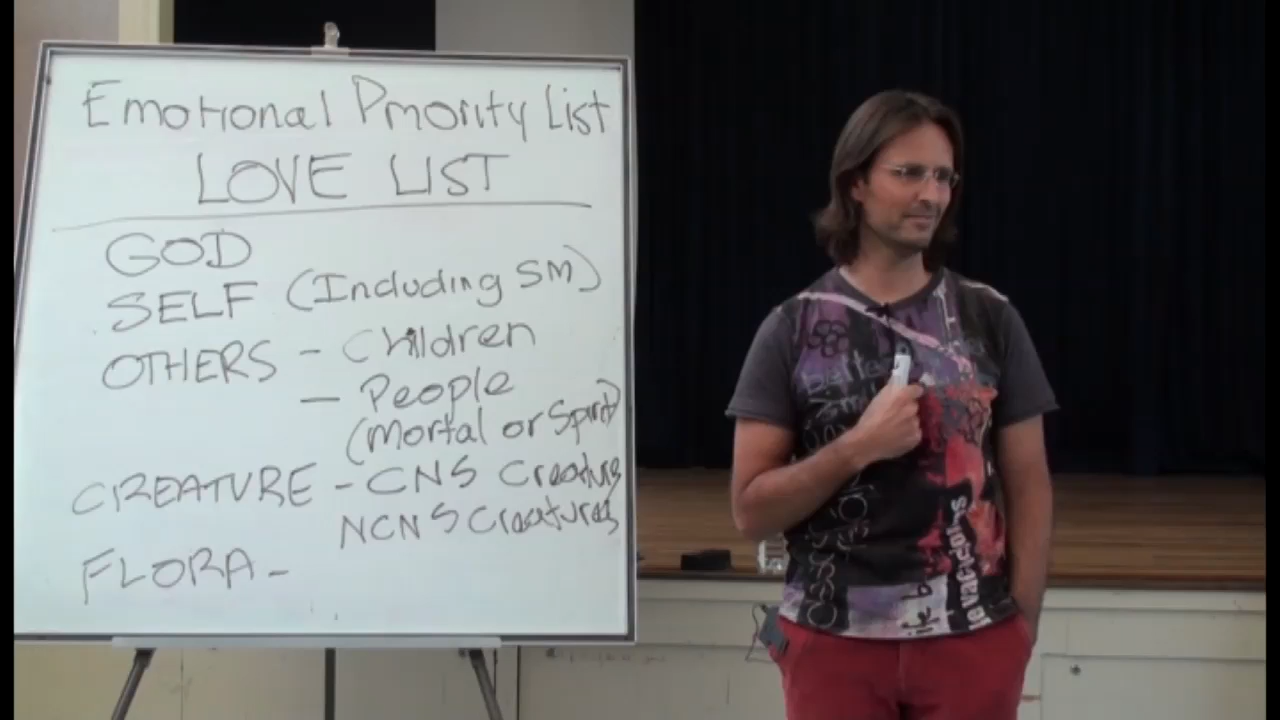 Emotional Priority List
LOVE LIST
GOD
SELF (Including SM)
OTHERS - Children
- People
(Mortal or Spirit)
CREATURE - CNS Creatures
NCNS Creatures
FLORA -